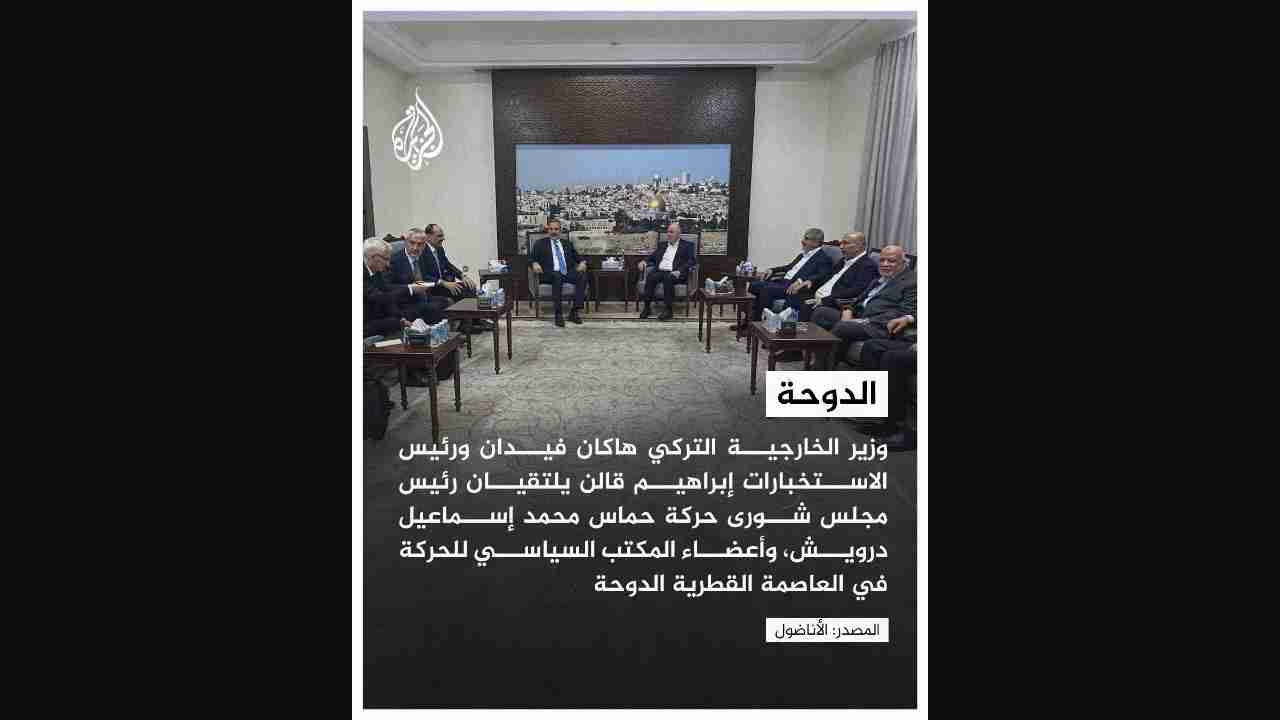 الجزيرة
الدوحة
وزير الخارجية التركي هاكان فيدان ورئيس
الاستخبارات إبراهيم قالن يلتقيان رئيس
مجلس شورى حركة حماس محمد إسماعيل
درويش، وأعضاء المكتب السياسي للحركة
في العاصمة القطرية الدوحة
المصدر: الأناضول